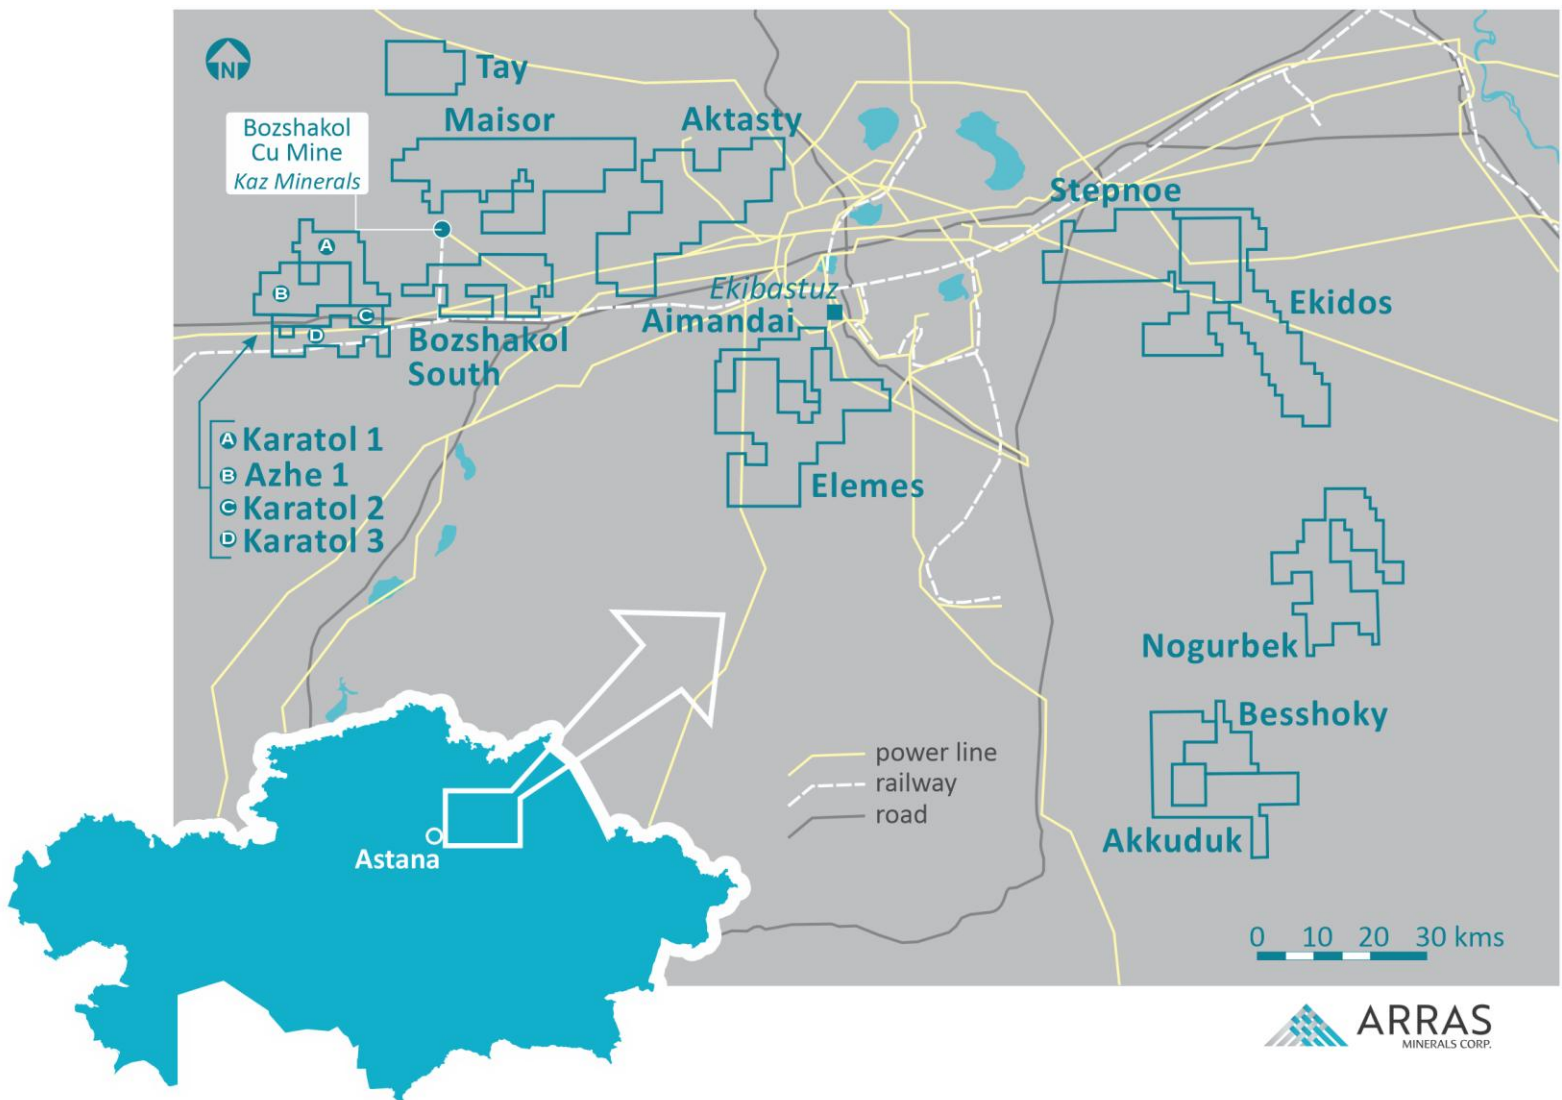 N
Tay
Maisor
Aktasty
Bozshakol
Cu Mine
Kaz Minerals
Stepnoe
A
B
C
D
Ekibastuz
Aimandai
Ekidos
Bozshakol
South
A Karatol 1
B Azhe 1
C Karatol 2
D Karatol 3
Elemes
Nogurbek
Besshoky
Akkuduk
power line
railway
road
Astana
0 10 20 30 kms
ARRAS
MINERALS CORP.